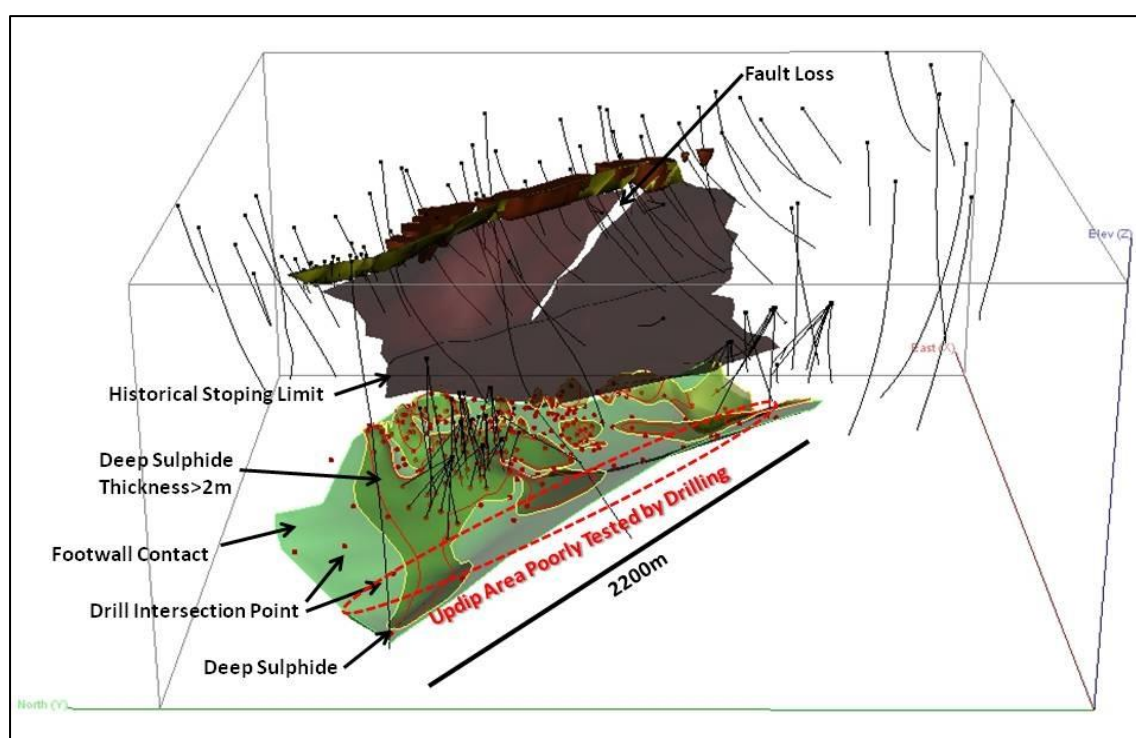 Fault Loss
Elev (Z)
East (X)
Historical Stoping Limit
Deep Sulphide
Thickness>2m
Updip Area Poorly Tested by Drilling
Footwall Contact
2200m
Drill Intersection Point
Deep Sulphide
North (Y)